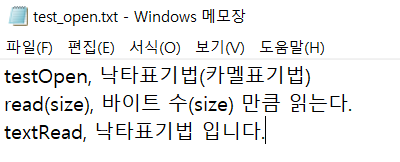 test_open.txt - Windows 메모장
파일(F) 편집(E) 서식(O) 보기(V) 도움말(H)
testOpen, 낙타표기법(카멜표기법)
read(size), 바이트 수(size) 만큼 읽는다.
textRead, 낙타표기법 입니다.